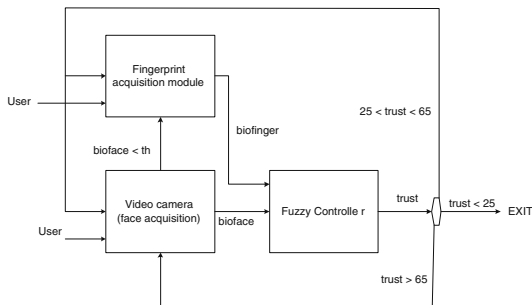 Fingerprint
acquisition module
User
25 < trust < 65
biofinger
bioface < th
Video camera
(face acquisition)
Fuzzy Controlle r
trust
trust < 25
EXIT
bioface
User
trust > 65